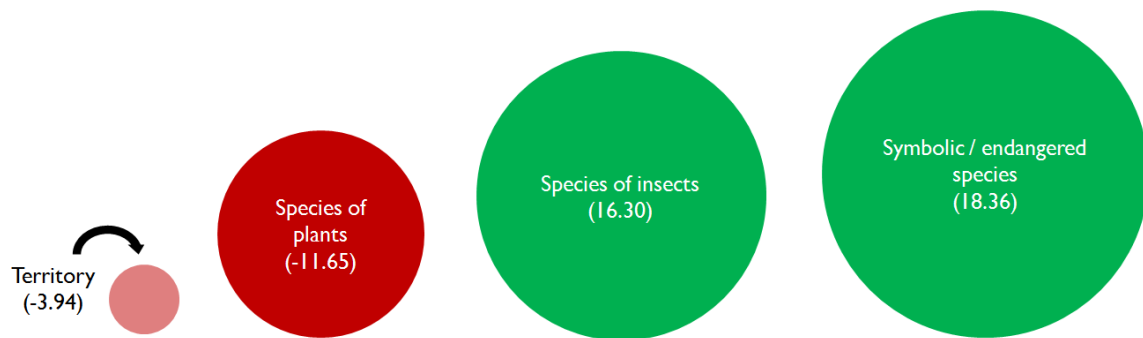 Territory
(-3.94)
Species of
plants
(-11.65)
Species of insects
(16.30)
Symbolic / endangered
species
(18.36)